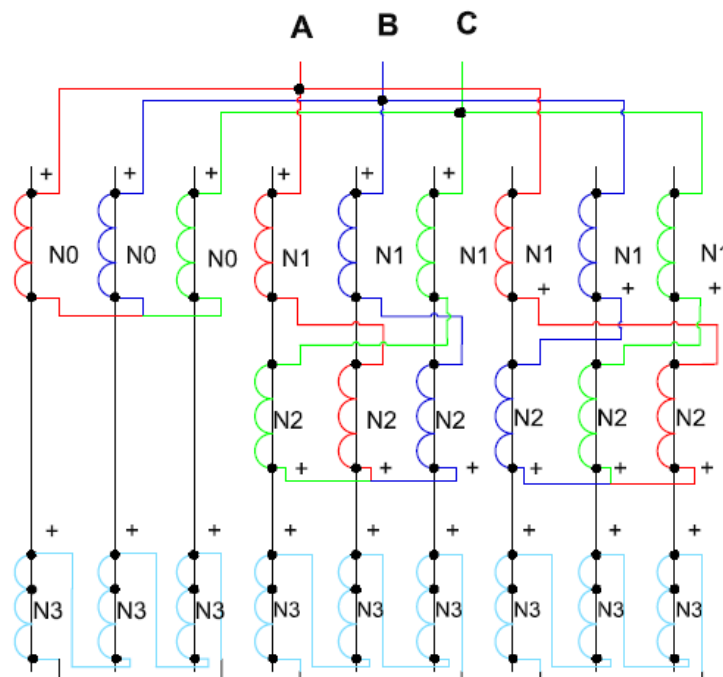 A B C
+ + + + + +
N0 N0 N0 N1 N1 N1 N1 N1 N1
+ + +
N2 N2 N2 N2 N2 N2
+ + + + + +
+ + + + + + + + +
N3 N3 N3 N3 N3 N3 N3 N3 N3